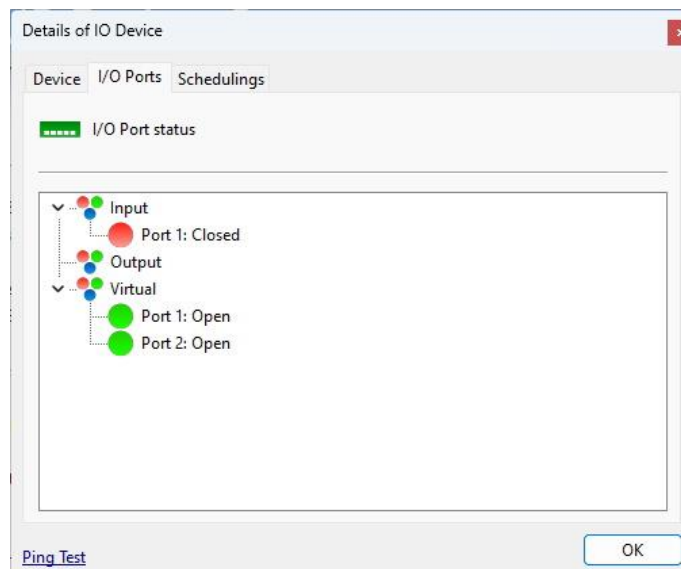 Details of IO Device
Device I/O Ports Schedulings
I/O Port status
Input
Port 1: Closed
Output
Virtual
Port 1: Open
Port 2: Open
Ping Test OK